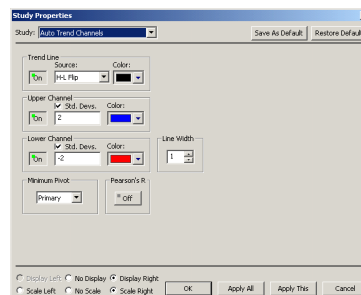 Study Properties
Study: Auto Trend Channels Save As Default Restore Default
Trend Line
Source: Color:
On H-L Flip
Upper Channel
Std. Devs. Color:
On 2
Lower Channel Line Width
Std. Devs. Color:
On -2 1
Minimum Pivot Pearson's R
Primary Off
Display Left No Display Display Right
Scale Left No Scale Scale Right OK Apply All Apply This Cancel